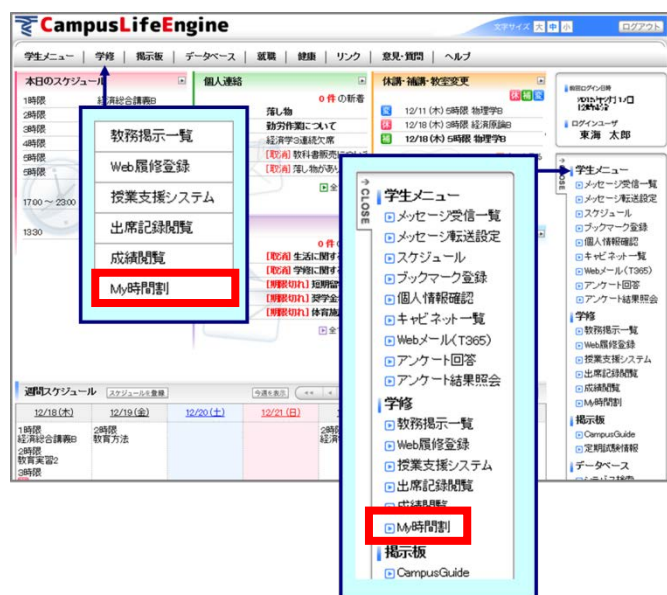 CampusLifeEngine
文字サイズ 大 中 小
ログアウト
学生メニュー | 学修 | 掲示板 | データベース | 就職 | 健康 | リンク | 意見・質問 | ヘルプ
本日のスケジュール
1時限 経済総合講義B
2時限
3時限
4時限
5時限
6時限
17:00 ～ 23:00
13:30
個人連絡
0 件 の新着
落し物
勤労作業について
経済学3連続欠席
[取消] 教科書販売について
[取消] 落し物があり
全
0 件 の
[取消] 生活に関す
[取消] 学修に関す
[期限切れ] 短期留
[期限切れ] 奨学金
[期限切れ] 体育施
全
休講・補講・教室変更
休 補 変
変 12/11 (木) 5時限 物理学B
休 12/18 (木) 3時限 経済原論B
補 12/18 (木) 5時限 物理学B
前回ログイン日時
ログインユーザ
東海 太郎
教務掲示一覧
Web履修登録
授業支援システム
出席記録閲覧
成績閲覧
My時間割
CLOSE
学生メニュー
メッセージ受信一覧
メッセージ転送設定
スケジュール
ブックマーク登録
個人情報確認
キャビネット一覧
Webメール(T365)
アンケート回答
アンケート結果照会
学修
教務掲示一覧
Web履修登録
授業支援システム
出席記録閲覧
成績閲覧
My時間割
掲示板
CampusGuide
CLOSE
学生メニュー
メッセージ受信一覧
メッセージ転送設定
スケジュール
ブックマーク登録
個人情報確認
キャビネット一覧
Webメール(T365)
アンケート回答
アンケート結果照会
学修
教務掲示一覧
Web履修登録
授業支援システム
出席記録閲覧
成績閲覧
My時間割
掲示板
CampusGuide
定期試験情報
データベース
週間スケジュール スケジュールを登録
今週を表示 <<
12/18 (木) 12/19 (金) 12/20 (土) 12/21 (日)
1時限
経済総合講義B
2時限
教育実習2
3時限
2時限
教育方法